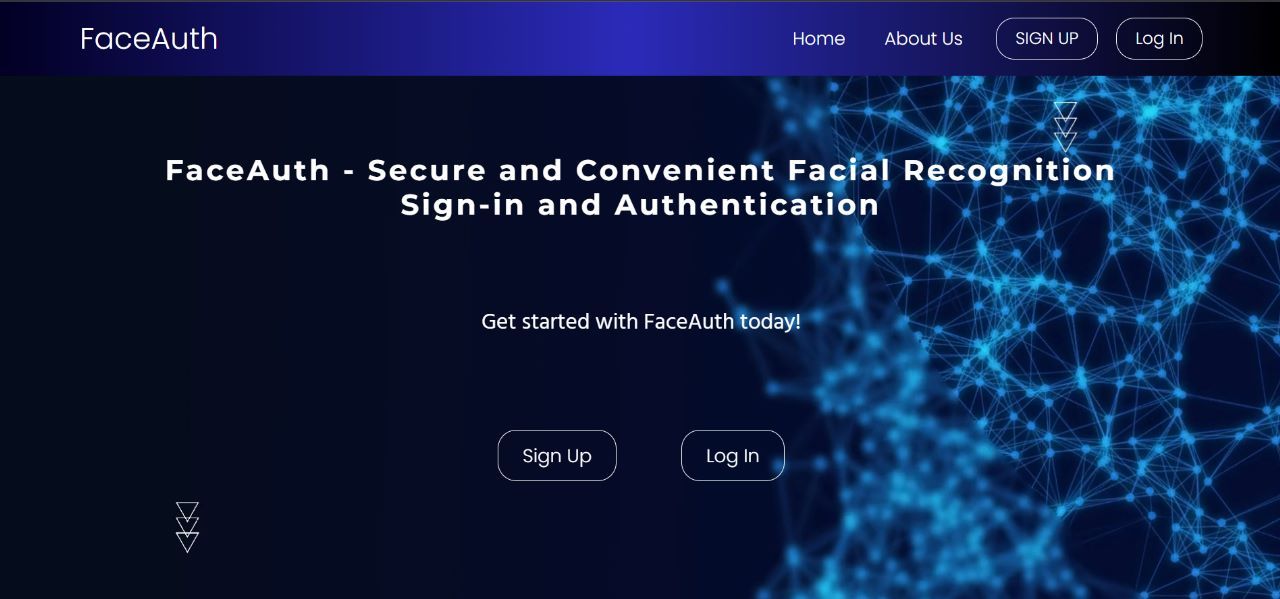 FaceAuth
Home
About Us
SIGN UP
Log In
FaceAuth - Secure and Convenient Facial Recognition
Sign-in and Authentication
Get started with FaceAuth today!
Sign Up
Log In